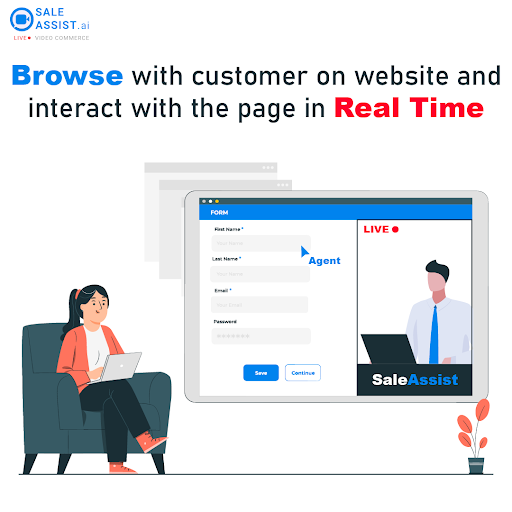 SALE
ASSIST.ai
LIVE VIDEO COMMERCE
Browse with customer on website and
interact with the page in Real Time
FORM
First Name *
Your Name
Last Name *
Your Name
Email *
Your Email
Password
Save Continue
Agent
LIVE
SaleAssist